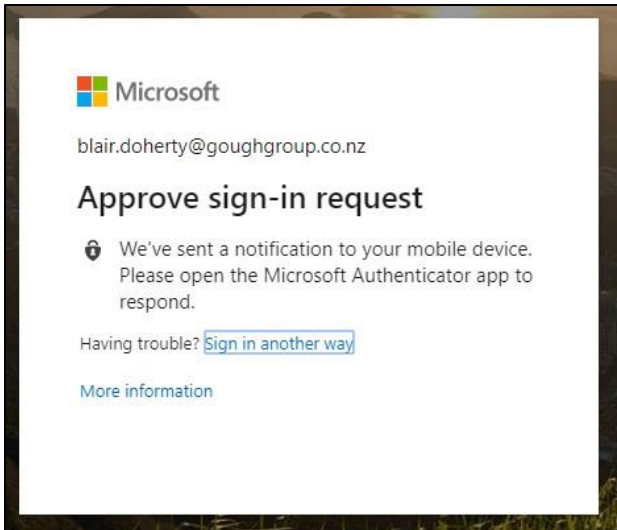 Microsoft
blair.doherty@goughgroup.co.nz
Approve sign-in request
We've sent a notification to your mobile device.
Please open the Microsoft Authenticator app to
respond.
Having trouble? Sign in another way
More information